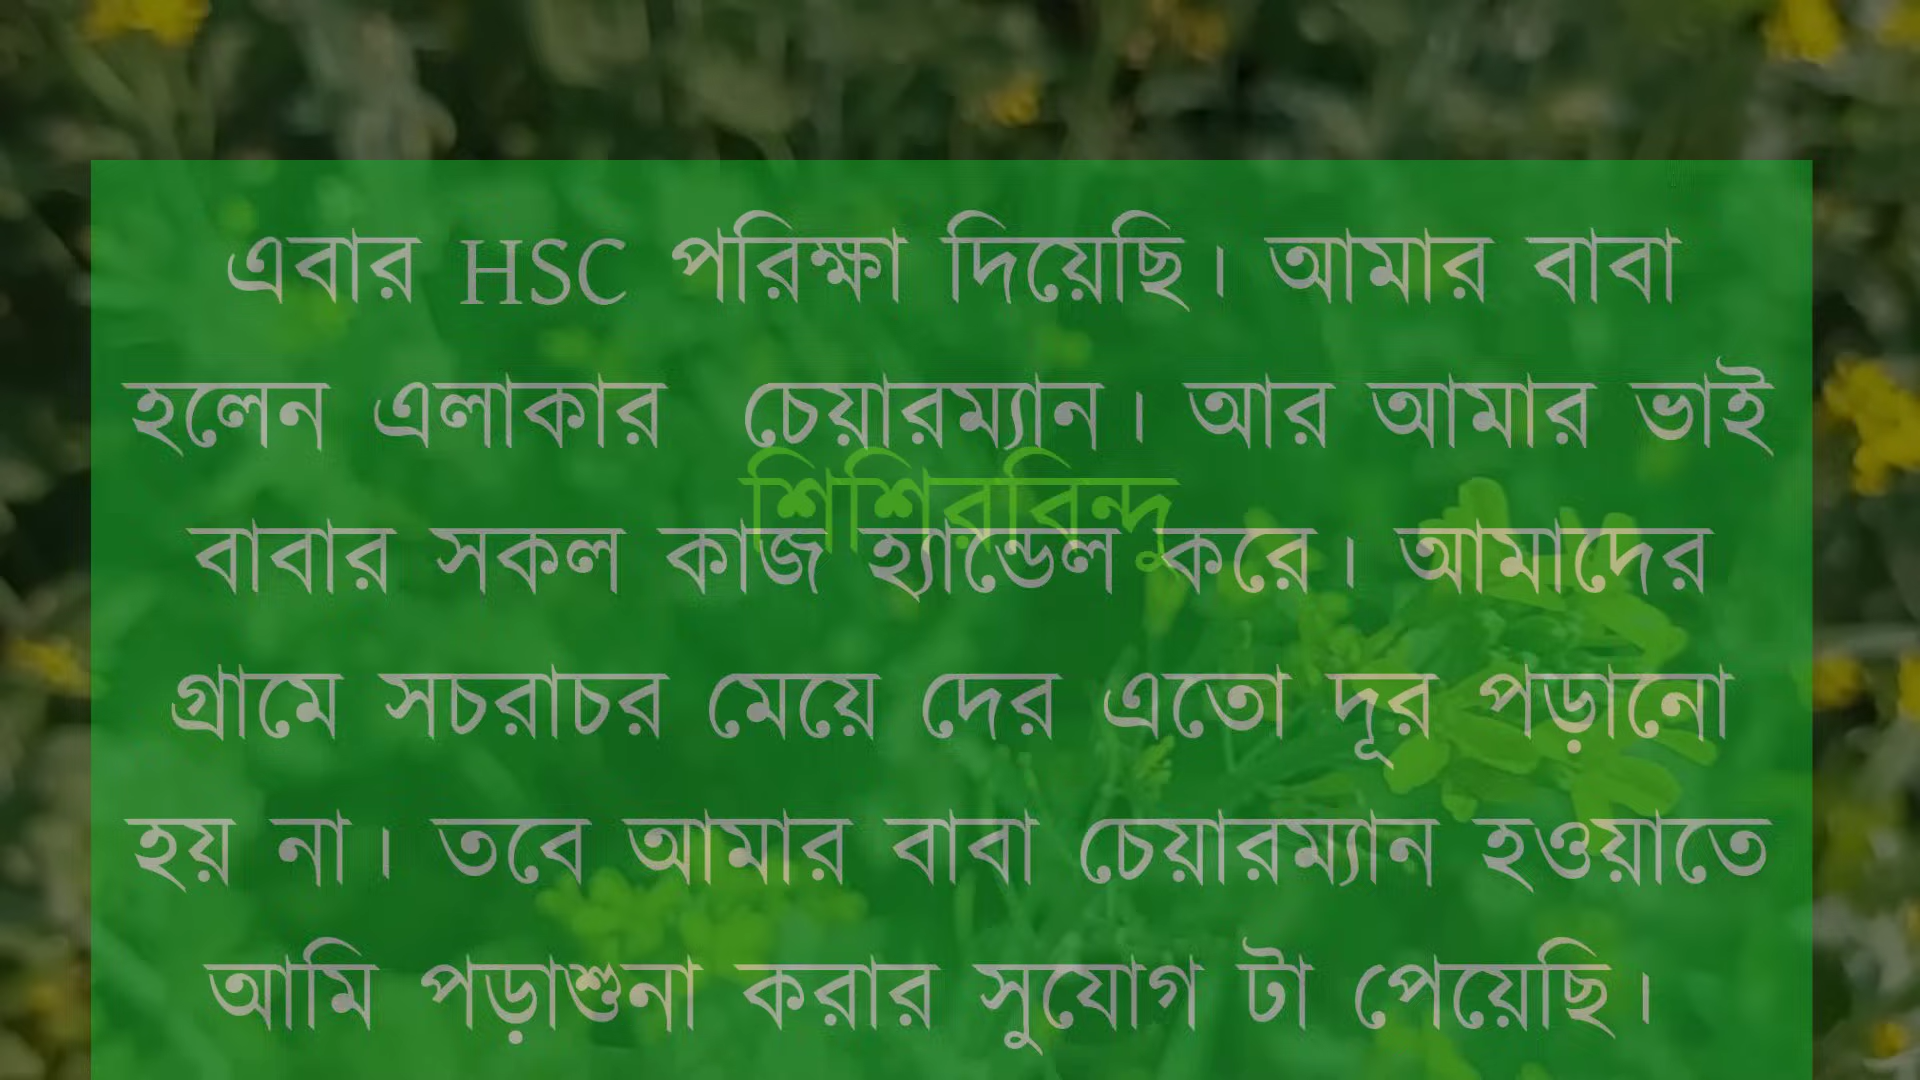 এবার HSC পরিক্ষা দিয়েছি। আমার বাবা
হলেন এলাকার চেয়ারম্যান। আর আমার ভাই
শিশিরবিন্দু
বাবার সকল কাজ হ্যান্ডেল করে। আমাদের
গ্রামে সচরাচর মেয়ে দের এতো দূর পড়ানো
হয় না। তবে আমার বাবা চেয়ারম্যান হওয়াতে
আমি পড়াশুনা করার সুযোগ টা পেয়েছি।